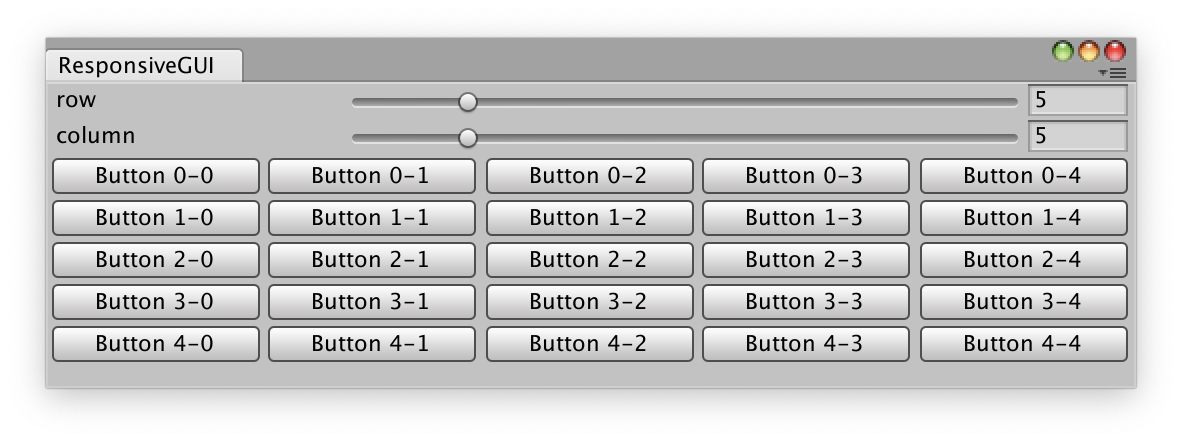 ResponsiveGUI
row 5
column 5
Button 0-0 Button 0-1 Button 0-2 Button 0-3 Button 0-4
Button 1-0 Button 1-1 Button 1-2 Button 1-3 Button 1-4
Button 2-0 Button 2-1 Button 2-2 Button 2-3 Button 2-4
Button 3-0 Button 3-1 Button 3-2 Button 3-3 Button 3-4
Button 4-0 Button 4-1 Button 4-2 Button 4-3 Button 4-4